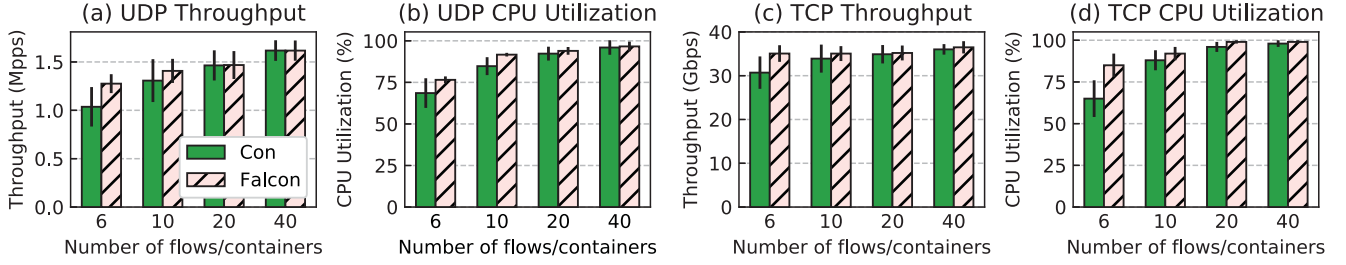 (a) UDP Throughput
Throughput (Mpps)
1.5
1.0
0.5
0.0
Con
Falcon
6 10 20 40
Number of flows/containers
(b) UDP CPU Utilization
CPU Utilization (%)
100
75
50
25
6 10 20 40
Number of flows/containers
(c) TCP Throughput
Throughput (Gbps)
40
30
20
10
0
6 10 20 40
Number of flows/containers
(d) TCP CPU Utilization
CPU Utilization (%)
100
75
50
25
6 10 20 40
Number of flows/containers